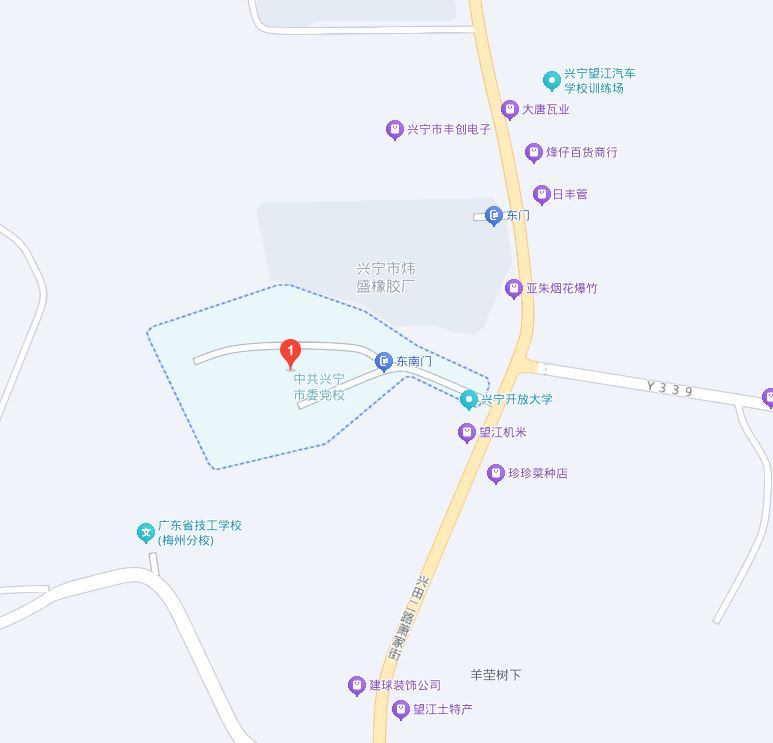 兴宁望江汽车
学校训练场
大唐瓦业
兴宁市丰创电子
烽仔百货商行
日丰管
东门
兴宁市炜
盛橡胶厂
亚朱烟花爆竹
1
东南门
中共兴宁
市委党校
Y339
兴宁开放大学
望江机米
珍珍菜种店
广东省技工学校
(梅州分校)
文
兴田二路萧家街
羊茔树下
建球装饰公司
望江土特产